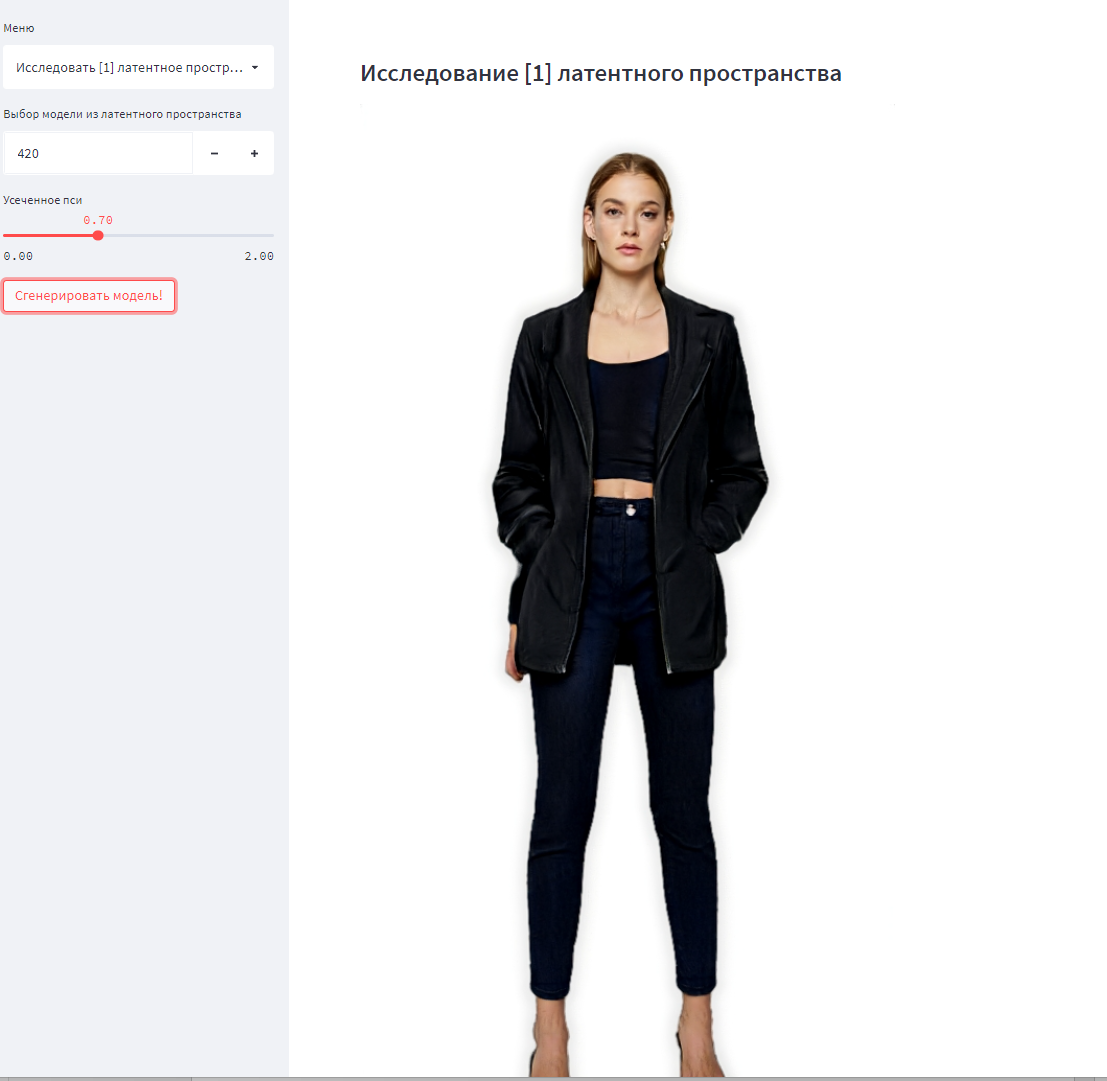 Меню
Исследовать [1] латентное простр...
Выбор модели из латентного пространства
420
Усеченное пси
0.70
0.00 2.00
Сгенерировать модель!
Исследование [1] латентного пространства